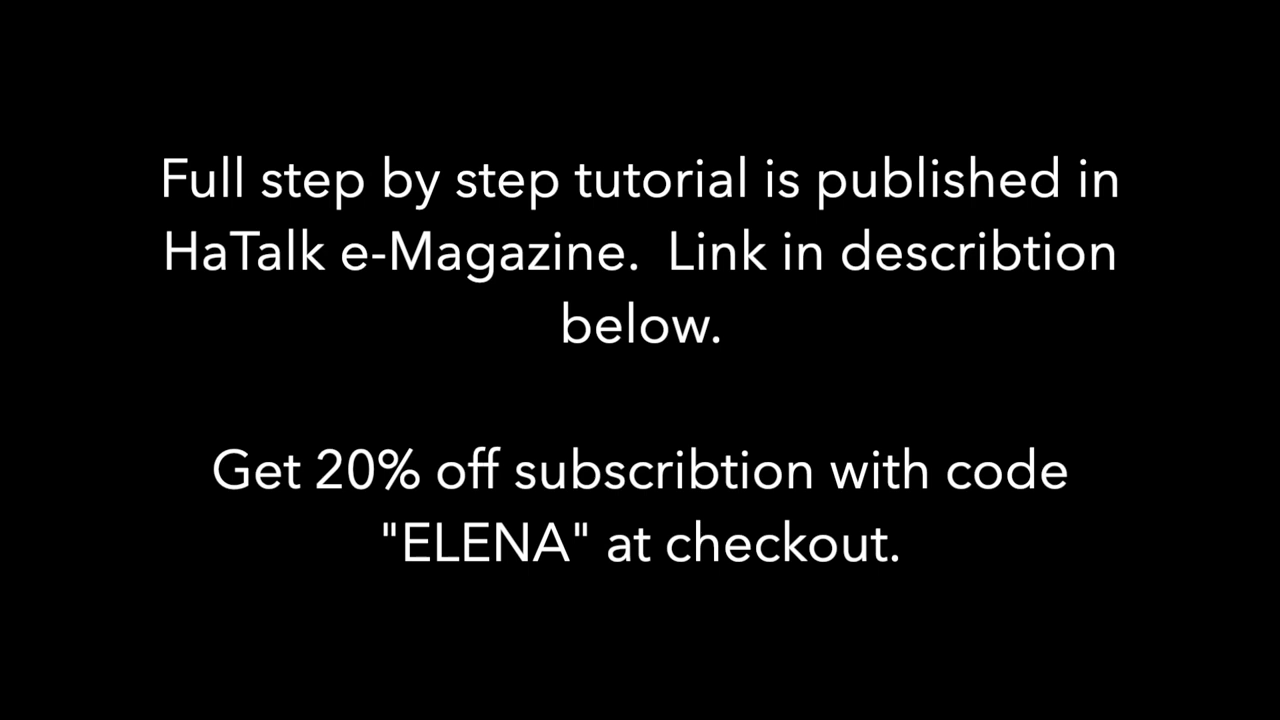 Full step by step tutorial is published in
HaTalk e-Magazine.  Link in describtion
below.
Get 20% off subscribtion with code
"ELENA" at checkout.